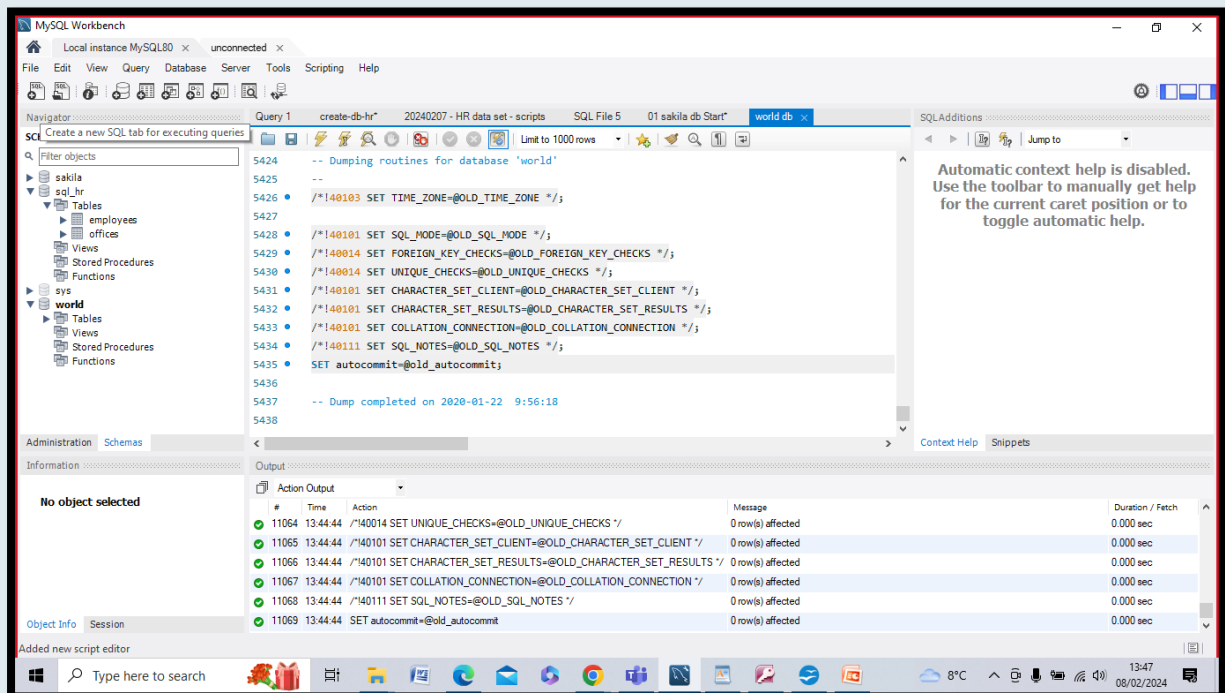 MySQL Workbench
Local instance MySQL80 × unconnected ×
File Edit View Query Database Server Tools Scripting Help
Navigator
Create a new SQL tab for executing queries
Filter objects
sakila
sql_hr
Tables
employees
offices
Views
Stored Procedures
Functions
sys
world
Tables
Views
Stored Procedures
Functions
Administration Schemas
Information
No object selected
Object Info Session
Query 1 create-db-hr* 20240207 - HR data set - scripts SQL File 5 01 sakila db Start* world db ×
Limit to 1000 rows
5424 -- Dumping routines for database 'world'
5425 --
5426 /*!40103 SET TIME_ZONE=@OLD_TIME_ZONE */;
5427
5428 /*!40101 SET SQL_MODE=@OLD_SQL_MODE */;
5429 /*!40014 SET FOREIGN_KEY_CHECKS=@OLD_FOREIGN_KEY_CHECKS */;
5430 /*!40014 SET UNIQUE_CHECKS=@OLD_UNIQUE_CHECKS */;
5431 /*!40101 SET CHARACTER_SET_CLIENT=@OLD_CHARACTER_SET_CLIENT */;
5432 /*!40101 SET CHARACTER_SET_RESULTS=@OLD_CHARACTER_SET_RESULTS */;
5433 /*!40101 SET COLLATION_CONNECTION=@OLD_COLLATION_CONNECTION */;
5434 /*!40111 SET SQL_NOTES=@OLD_SQL_NOTES */;
5435 SET autocommit=@old_autocommit;
5436
5437 -- Dump completed on 2020-01-22 9:56:18
5438
SQLAdditions
Jump to
Automatic context help is disabled.
Use the toolbar to manually get help
for the current caret position or to
toggle automatic help.
Context Help Snippets
Output
Action Output
# Time Action Message Duration / Fetch
11064 13:44:44 /*!40014 SET UNIQUE_CHECKS=@OLD_UNIQUE_CHECKS */ 0 row(s) affected 0.000 sec
11065 13:44:44 /*!40101 SET CHARACTER_SET_CLIENT=@OLD_CHARACTER_SET_CLIENT */ 0 row(s) affected 0.000 sec
11066 13:44:44 /*!40101 SET CHARACTER_SET_RESULTS=@OLD_CHARACTER_SET_RESULTS */ 0 row(s) affected 0.000 sec
11067 13:44:44 /*!40101 SET COLLATION_CONNECTION=@OLD_COLLATION_CONNECTION */ 0 row(s) affected 0.000 sec
11068 13:44:44 /*!40111 SET SQL_NOTES=@OLD_SQL_NOTES */ 0 row(s) affected 0.000 sec
11069 13:44:44 SET autocommit=@old_autocommit 0 row(s) affected 0.000 sec
Added new script editor
Type here to search
8°C
13:47
08/02/2024